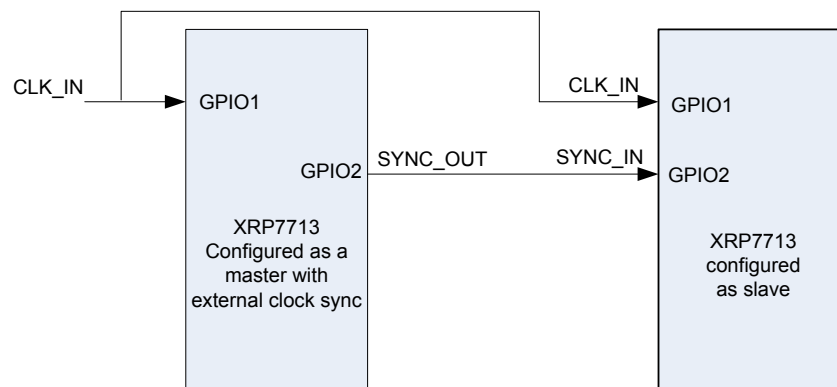 CLK_IN
GPIO1
CLK_IN
GPIO1
GPIO2
SYNC_OUT
SYNC_IN
GPIO2
XRP7713
Configured as a
master with
external clock sync
XRP7713
configured
as slave